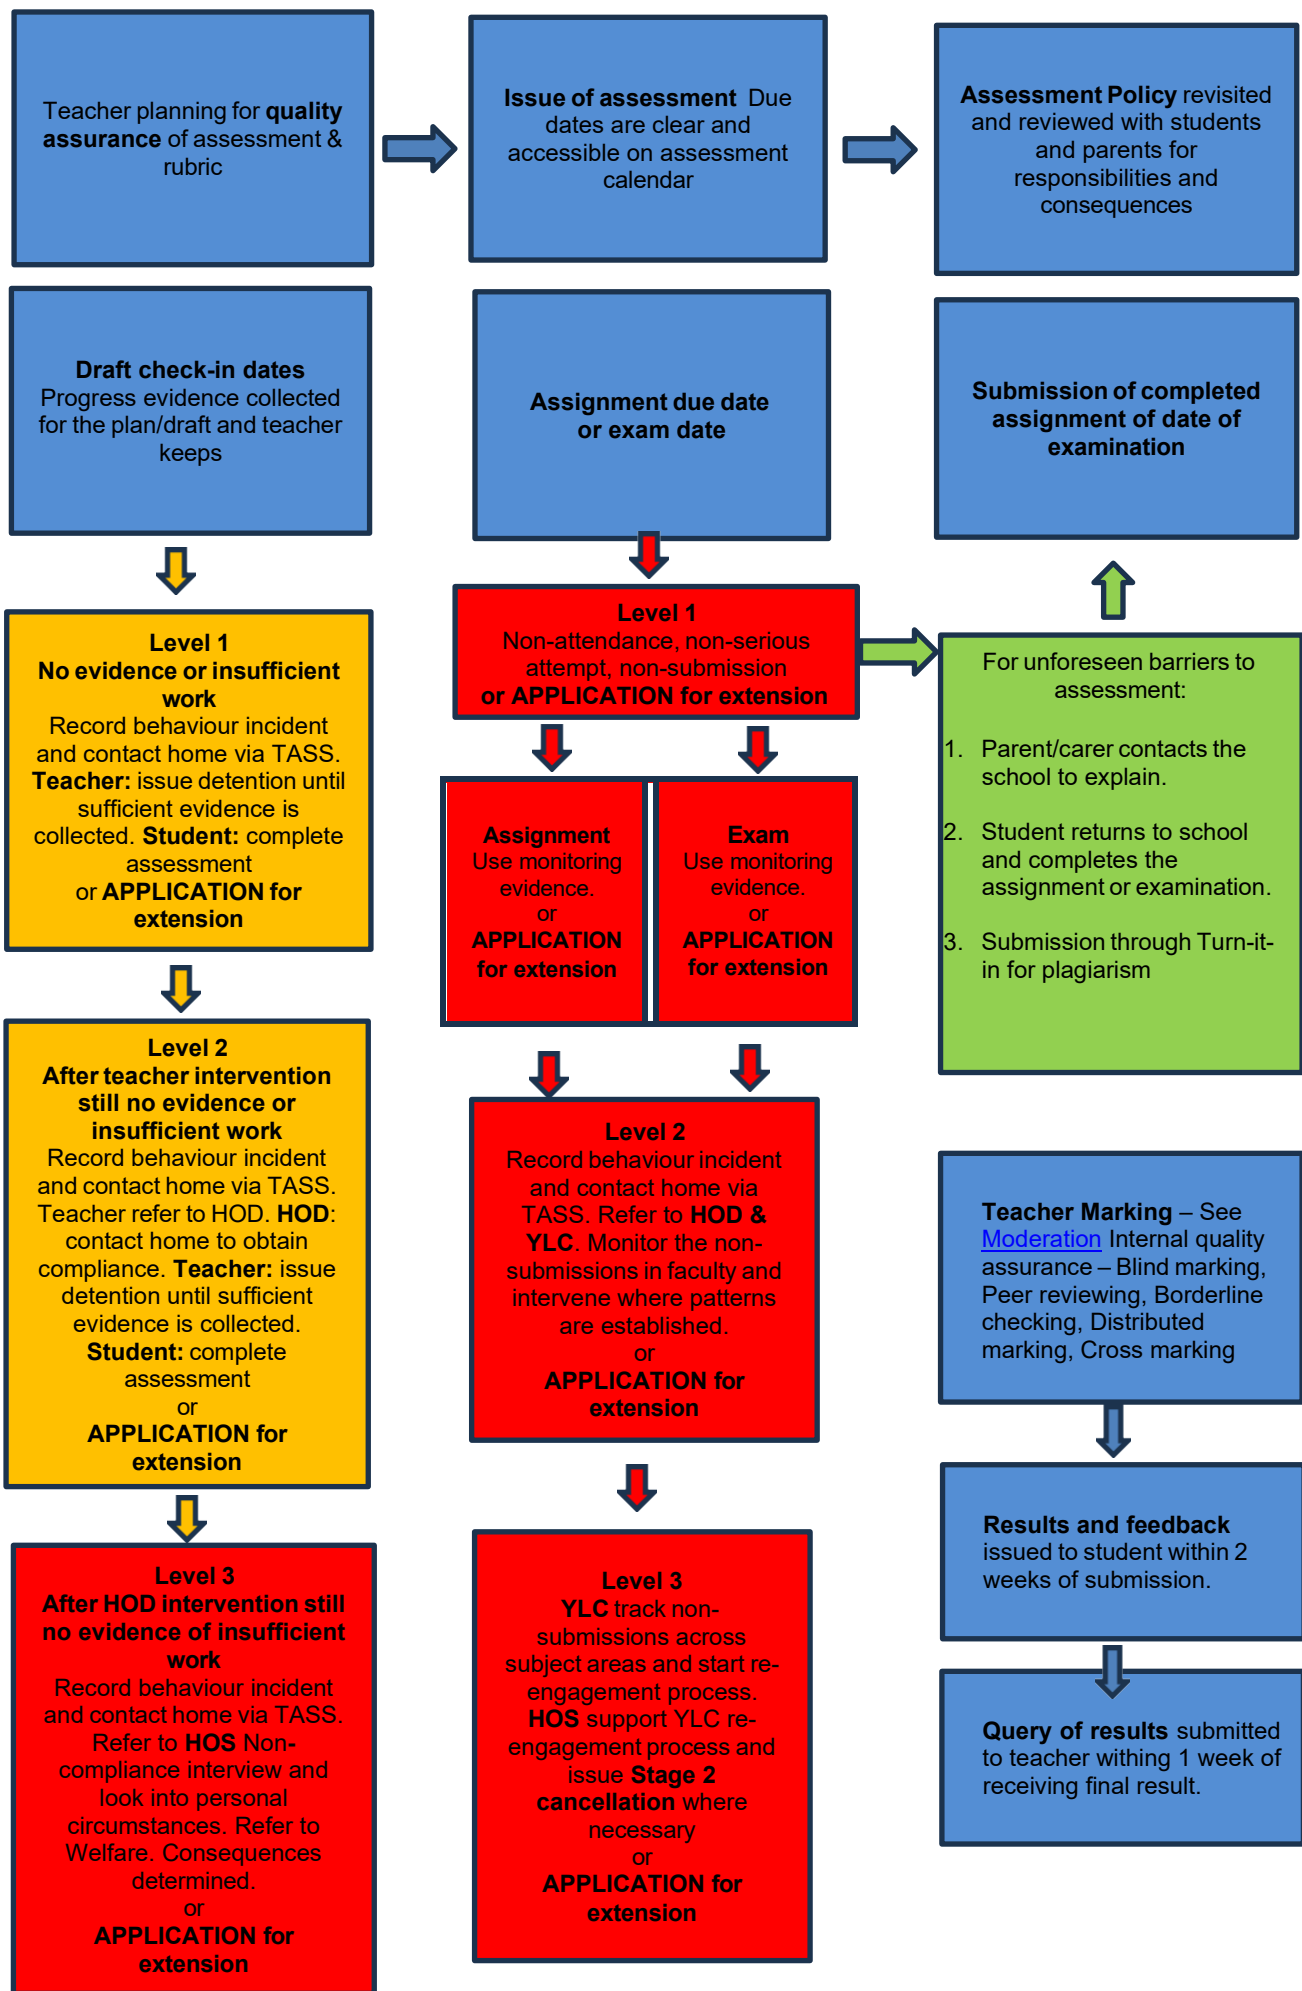 Teacher planning for quality
assurance of assessment &
rubric
Issue of assessment  Due
dates are clear and
accessible on assessment
calendar
Assessment Policy revisited
and reviewed with students
and parents for
responsibilities and
consequences
Draft check-in dates
Progress evidence collected
for the plan/draft and teacher
keeps
Assignment due date
or exam date
Submission of completed
assignment of date of
examination
Level 1
No evidence or insufficient
work
Record behaviour incident
and contact home via TASS.
Teacher: issue detention until
sufficient evidence is
collected. Student: complete
assessment
or APPLICATION for
extension
Level 2
After teacher intervention
still no evidence or
insufficient work
Record behaviour incident
and contact home via TASS.
Teacher refer to HOD. HOD:
contact home to obtain
compliance. Teacher: issue
detention until sufficient
evidence is collected.
Student: complete
assessment
or
APPLICATION for
extension
Level 3
After HOD intervention still
no evidence of insufficient
work
Record behaviour incident
and contact home via TASS.
Refer to HOS Non-
compliance interview and
look into personal
circumstances. Refer to
Welfare. Consequences
determined.
or
APPLICATION for
extension
Level 1
Non-attendance, non-serious
attempt, non-submission
or APPLICATION for extension
Assignment
Use monitoring
evidence.
or
APPLICATION
for extension
Exam
Use monitoring
evidence.
or
APPLICATION
for extension
Level 2
Record behaviour incident
and contact home via
TASS. Refer to HOD &
YLC. Monitor the non-
submissions in faculty and
intervene where patterns
are established.
or
APPLICATION for
extension
Level 3
YLC track non-
submissions across
subject areas and start re-
engagement process.
HOS support YLC re-
engagement process and
issue Stage 2
cancellation where
necessary
or
APPLICATION for
extension
For unforeseen barriers to
assessment:
1. Parent/carer contacts the
school to explain.
2. Student returns to school
and completes the
assignment or examination.
3. Submission through Turn-it-
in for plagiarism
Teacher Marking – See
Moderation Internal quality
assurance – Blind marking,
Peer reviewing, Borderline
checking, Distributed
marking, Cross marking
Results and feedback
issued to student within 2
weeks of submission.
Query of results submitted
to teacher withing 1 week of
receiving final result.